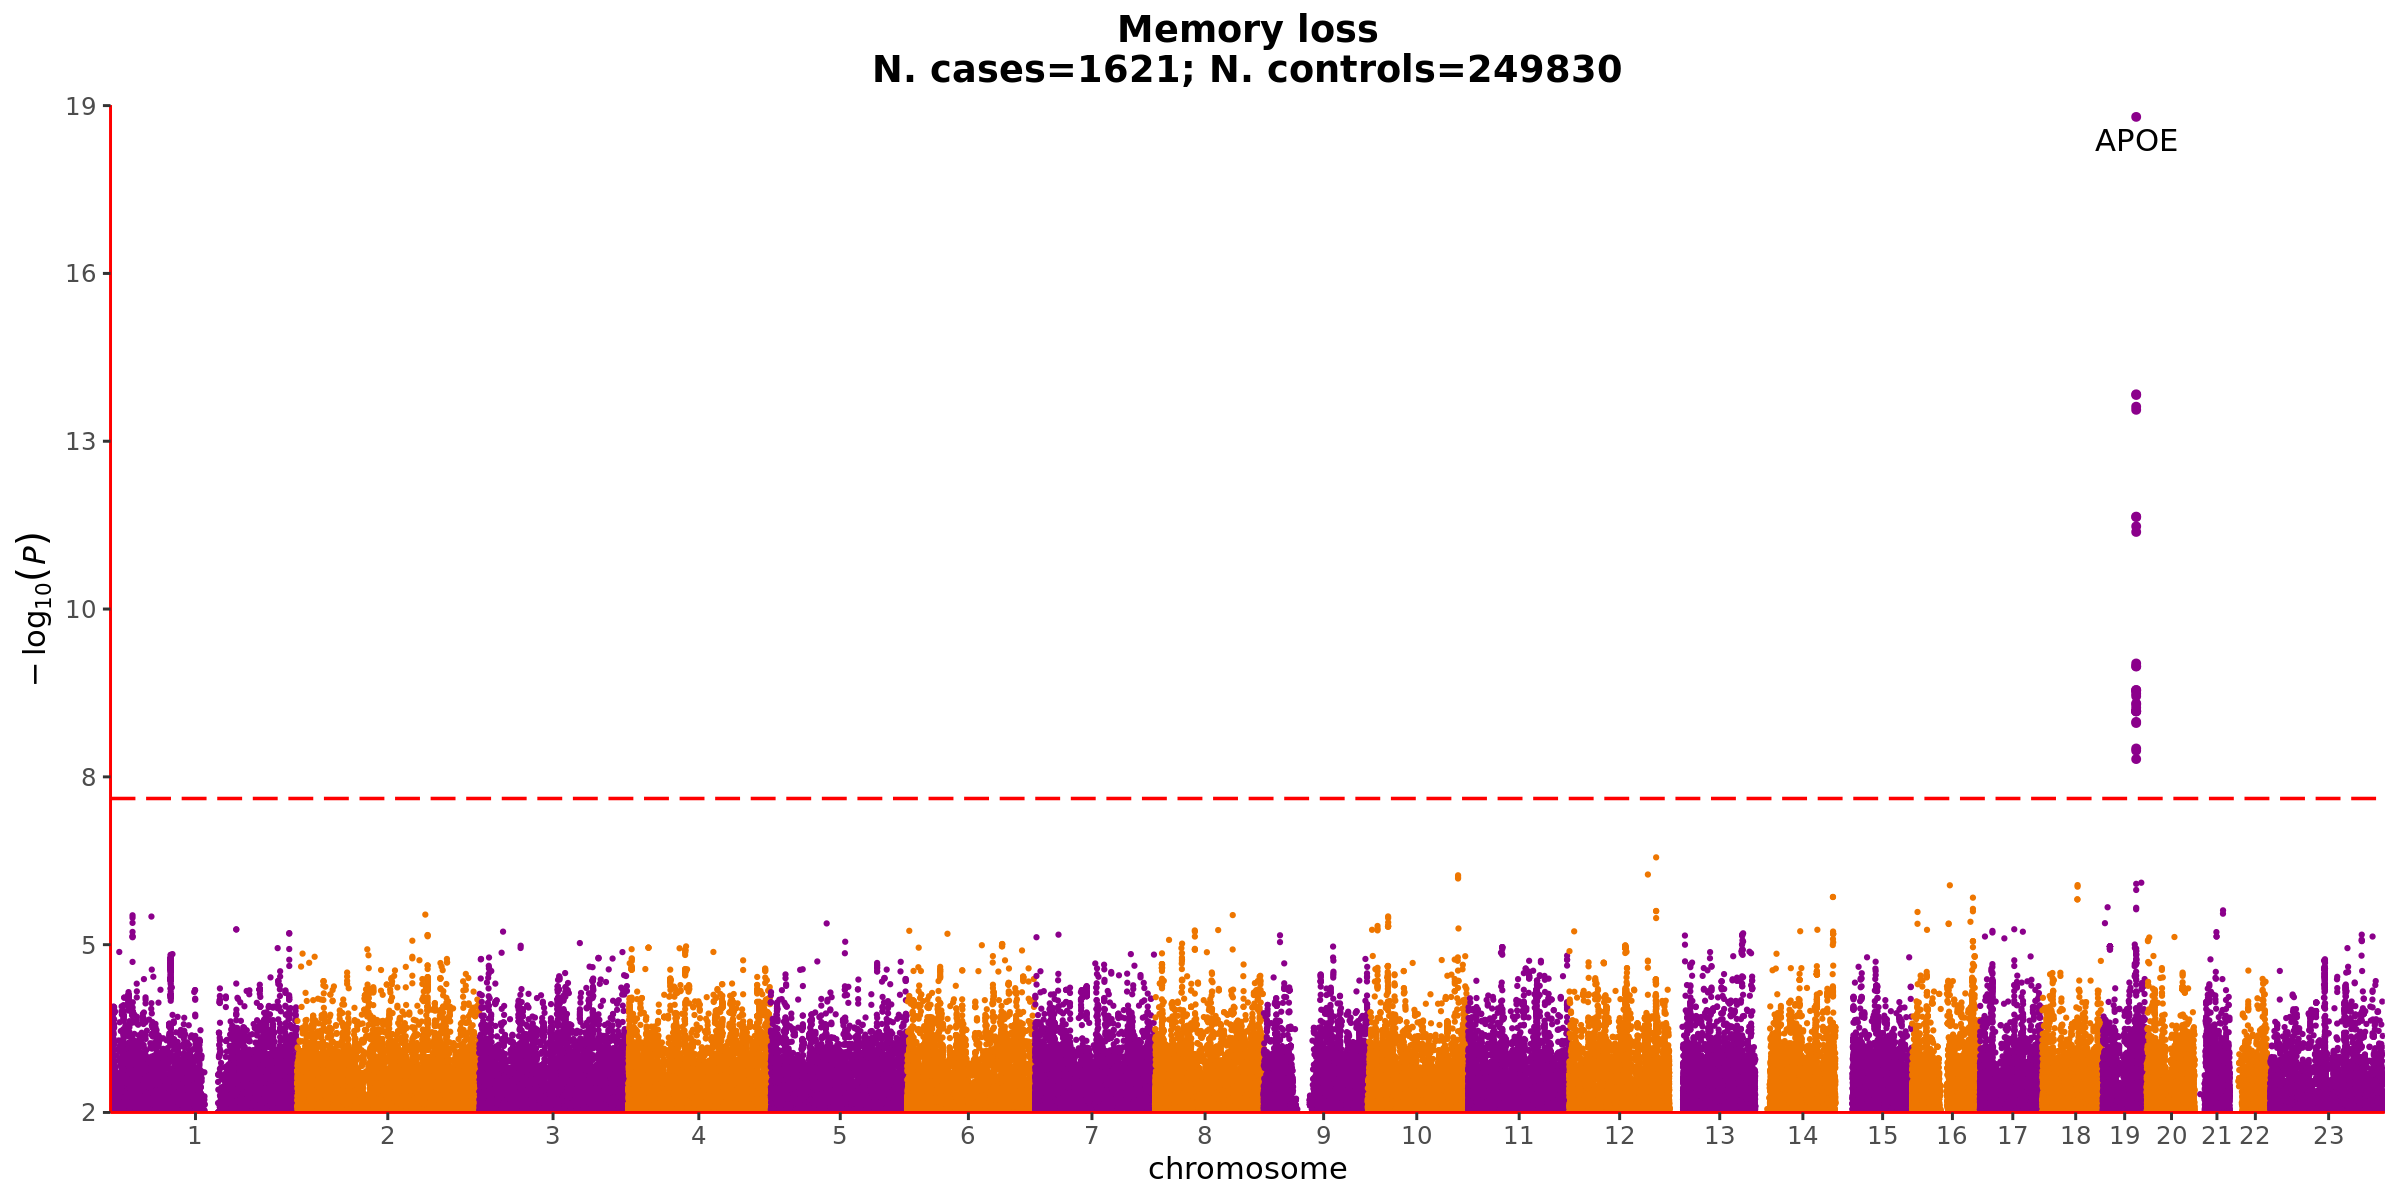 Memory loss
N. cases=1621; N. controls=249830
19
APOE
16
13
10
8
5
2
− log10(P)
1 2 3 4 5 6 7 8 9 10 11 12 13 14 15 16 17 18 19 20 21 22 23
chromosome